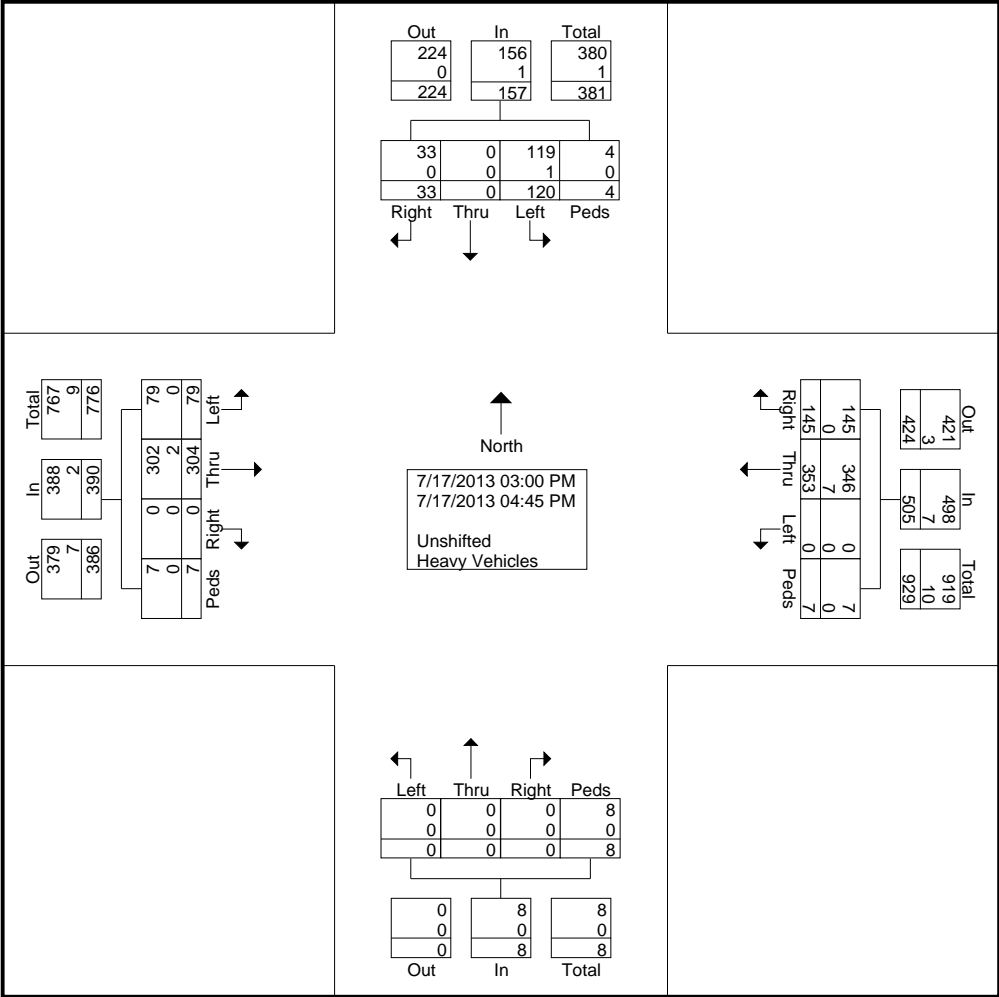 Out In Total
224 156 380
0 1 1
224 157 381
33 0 119 4
0 0 1 0
33 0 120 4
Right Thru Left Peds
Total
767 9 776
In
388 2 390
Out
379 7 386
Left
79 0 79
Thru
302 2 304
Right
0 0 0
Peds
7 0 7
North
7/17/2013 03:00 PM
7/17/2013 04:45 PM
Unshifted
Heavy Vehicles
Right
145 0 145
Thru
353 7 346
Left
0 0 0
Peds
7 0 7
Out
424 3 421
In
505 7 498
Total
929 10 919
Left Thru Right Peds
0 0 0 8
0 0 0 0
0 0 0 8
0 8 8
0 0 0
0 8 8
Out In Total